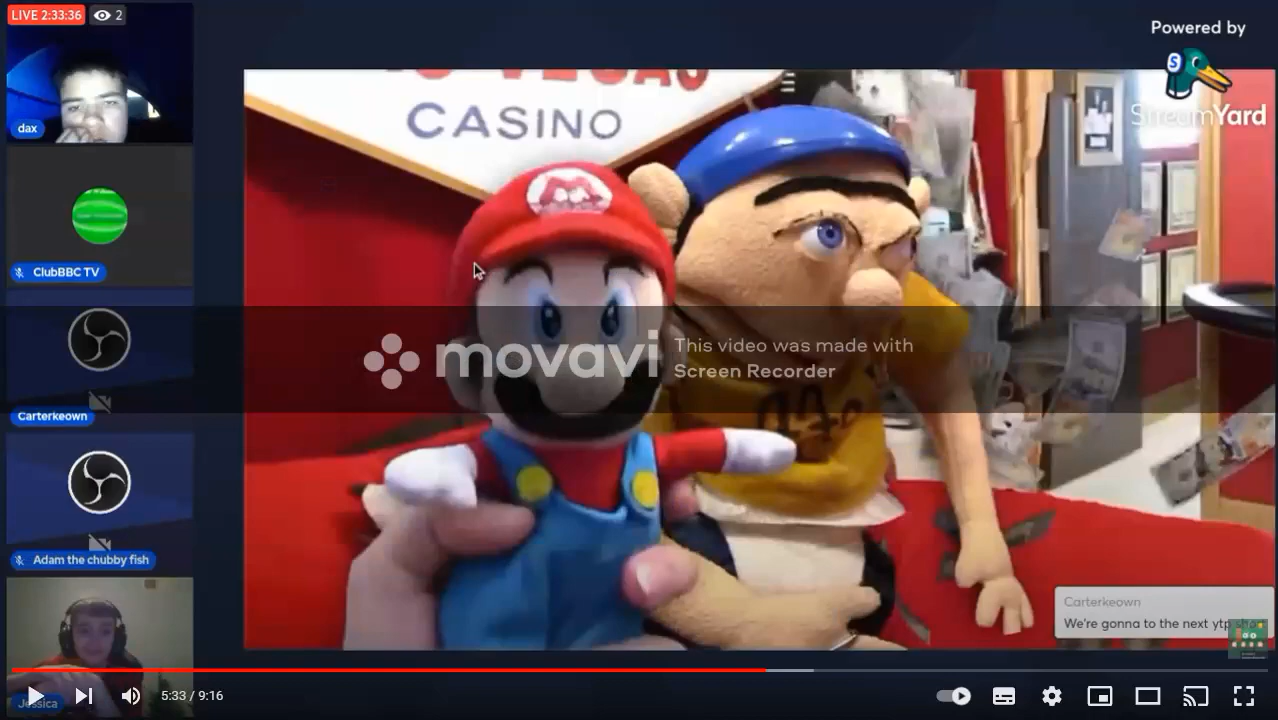 LIVE 2:33:36
2
dax
ClubBBC TV
Carterkeown
Adam the chubby fish
Jessica
Powered by
StreamYard
VEGAS
CASINO
M
movavi
This video was made with
Screen Recorder
Carterkeown
We're gonna to the next ytp
5:33 / 9:16